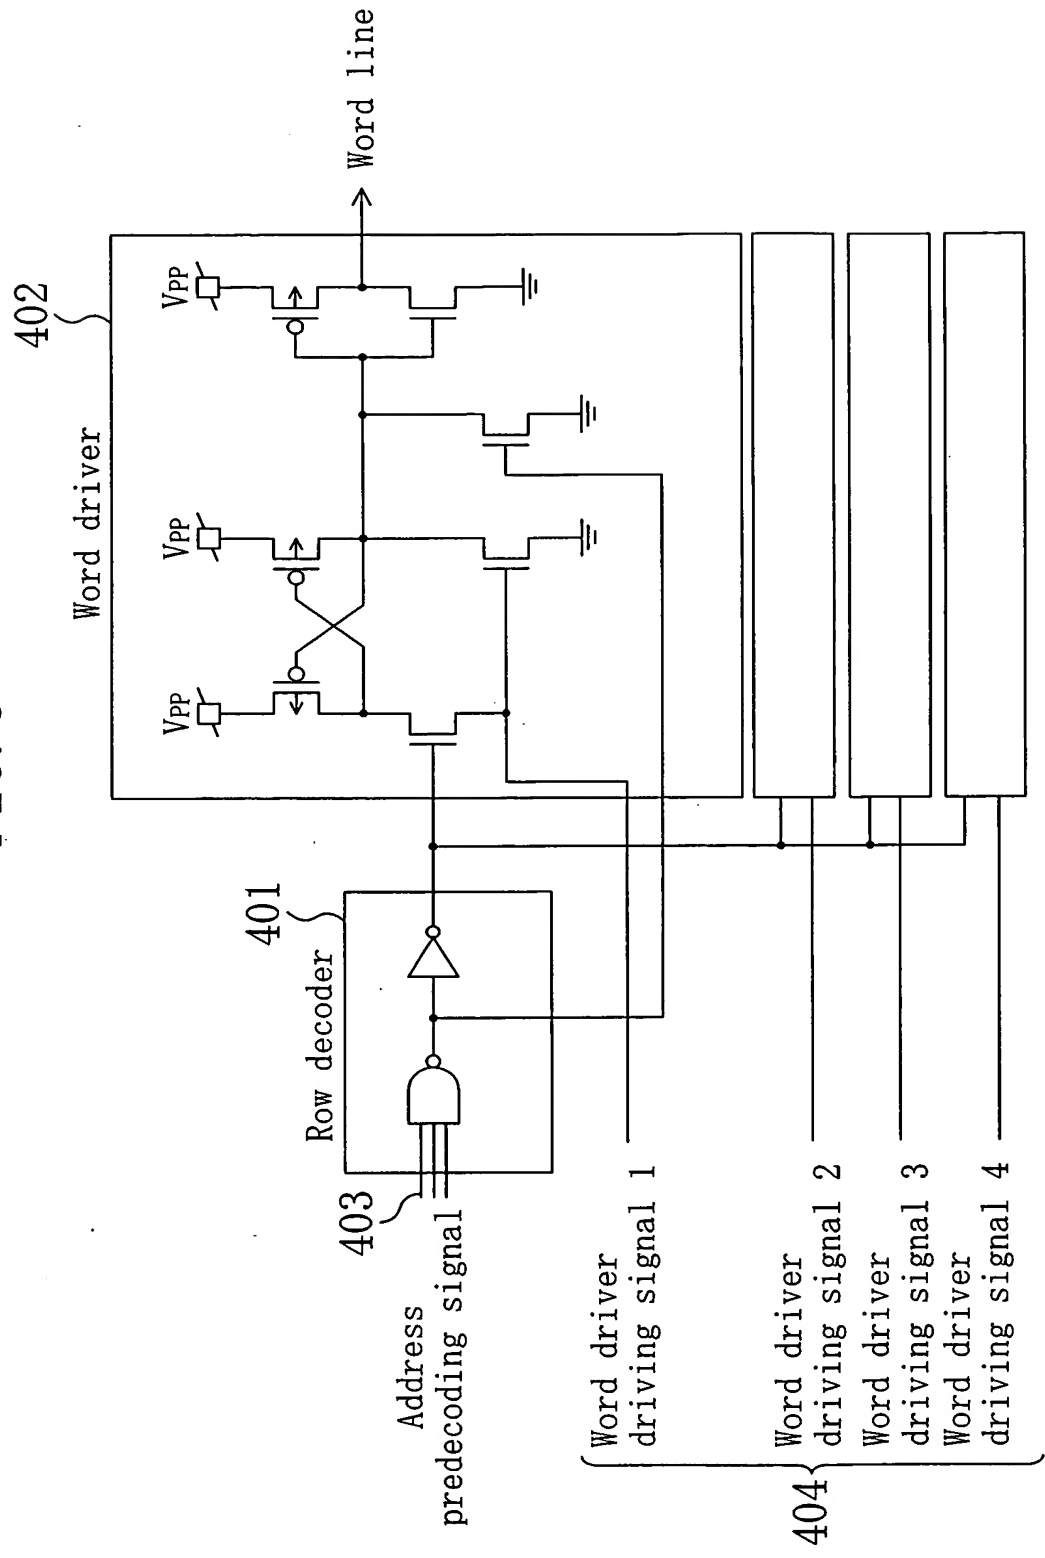 402
Word driver
VPP
VPP
VPP
Word line
401
Row decoder
403
Address
predecoding signal
Word driver
driving signal 1
Word driver
driving signal 2
Word driver
driving signal 3
Word driver
driving signal 4
404